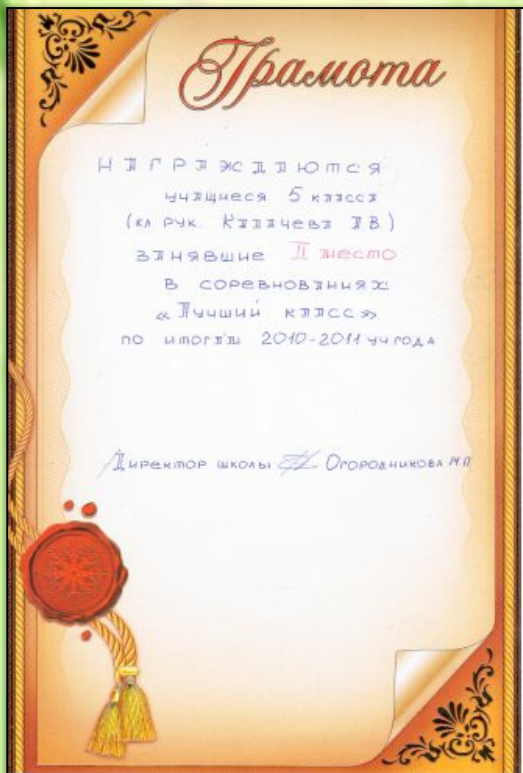 Грамота
НАГРАЖДАЮТСЯ
учащиеся 5 класса
(кл рук. Калачева Л.В.)
занявшие II место
в соревнованиях
«Лучший класс»
по итогам 2010-2011 уч года
Директор школы Огородникова М.П